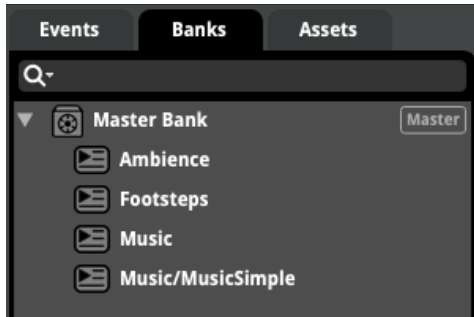 Events Banks Assets
Master Bank Master
Ambience
Footsteps
Music
Music/MusicSimple